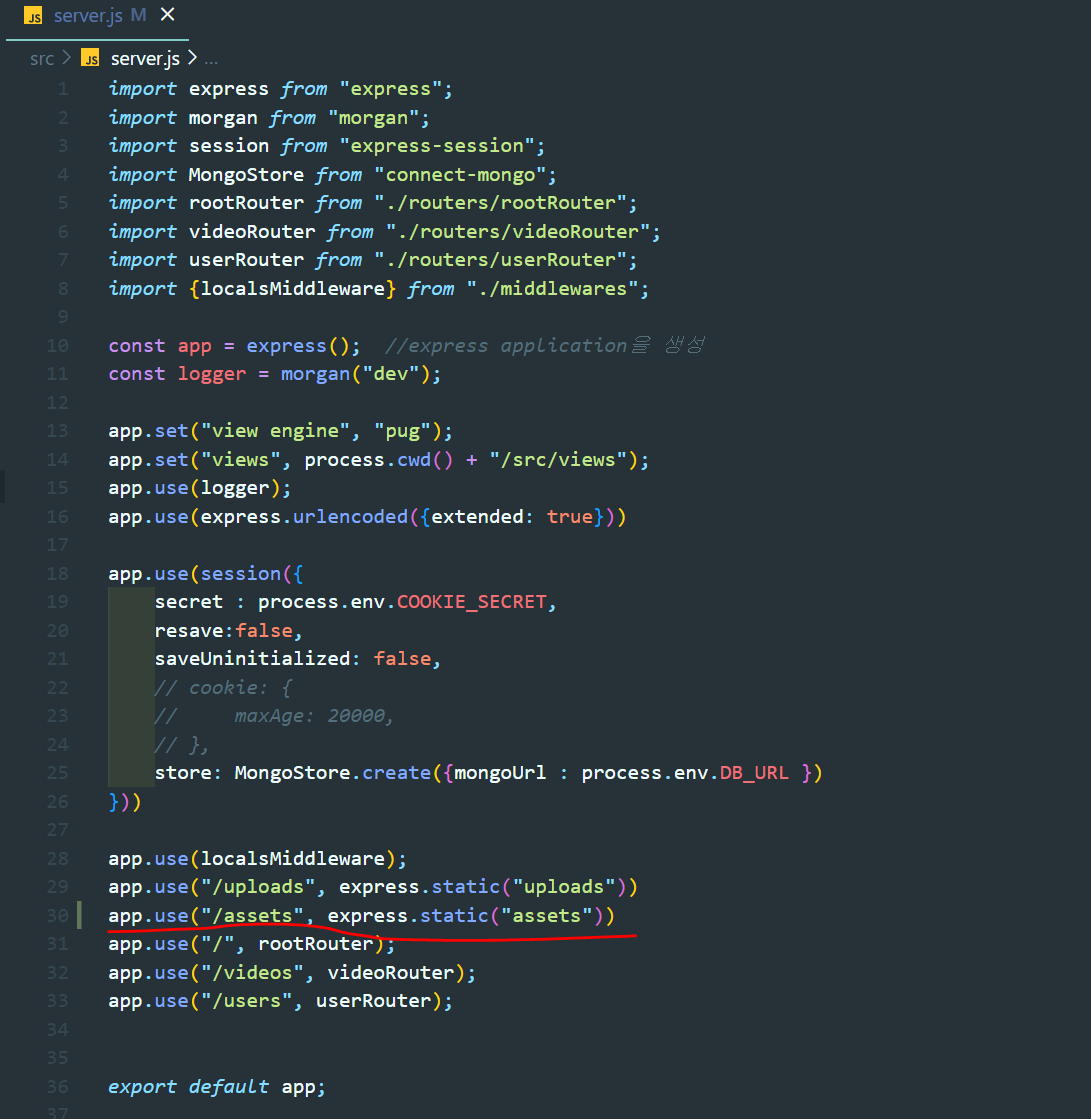 JS server.js M ×
src > JS server.js > ...
1 import express from "express";
2 import morgan from "morgan";
3 import session from "express-session";
4 import MongoStore from "connect-mongo";
5 import rootRouter from "./routers/rootRouter";
6 import videoRouter from "./routers/videoRouter";
7 import userRouter from "./routers/userRouter";
8 import {localsMiddleware} from "./middlewares";
9
10 const app = express();  //express application을 생성
11 const logger = morgan("dev");
12
13 app.set("view engine", "pug");
14 app.set("views", process.cwd() + "/src/views");
15 app.use(logger);
16 app.use(express.urlencoded({extended: true}))
17
18 app.use(session({
19     secret : process.env.COOKIE_SECRET,
20     resave:false,
21     saveUninitialized: false,
22     // cookie: {
23     //     maxAge: 20000,
24     // },
25     store: MongoStore.create({mongoUrl : process.env.DB_URL })
26 }))
27
28 app.use(localsMiddleware);
29 app.use("/uploads", express.static("uploads"))
30 app.use("/assets", express.static("assets"))
31 app.use("/", rootRouter);
32 app.use("/videos", videoRouter);
33 app.use("/users", userRouter);
34
35
36 export default app;
37